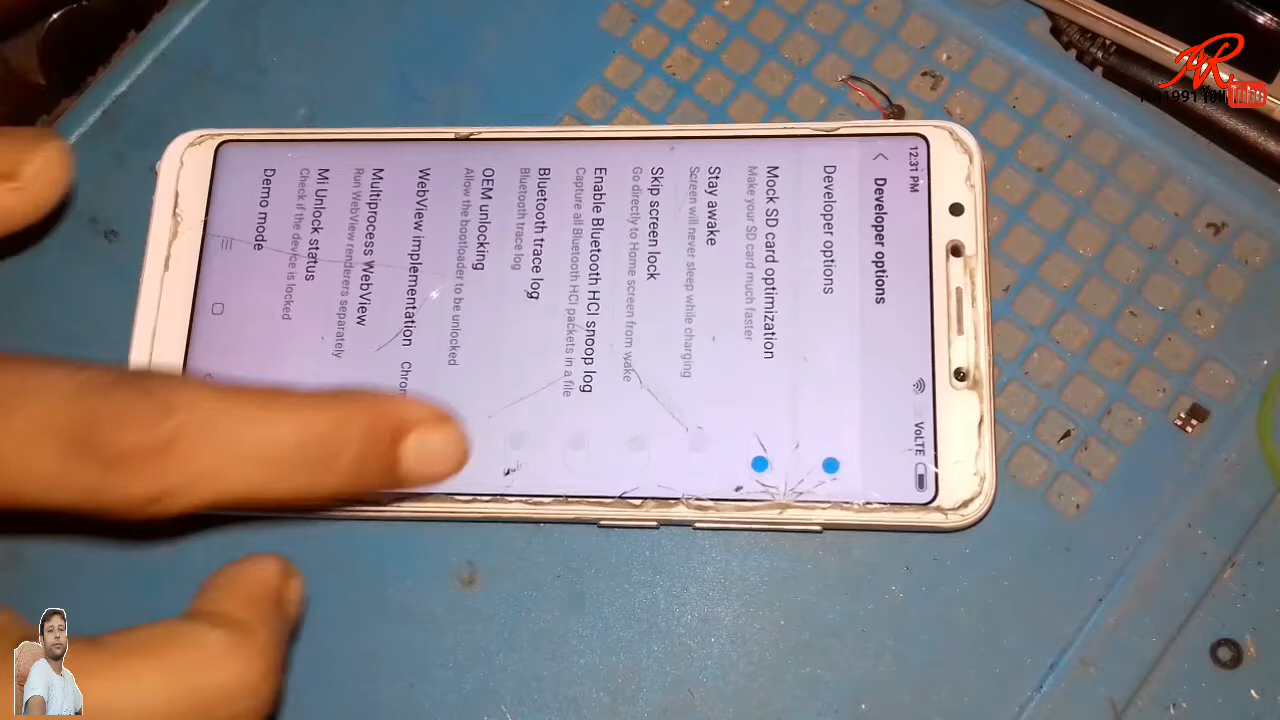 12:31 PM
VoLTE
Developer options
Developer options
Mock SD card optimization
Make your SD card much faster
Stay awake
Screen will never sleep while charging
Skip screen lock
Go directly to Home screen from wake
Enable Bluetooth HCI snoop log
Capture all Bluetooth HCI packets in a file
Bluetooth trace log
Bluetooth trace log
OEM unlocking
Allow the bootloader to be unlocked
WebView implementation
Multiprocess WebView
Run WebView renderers separately
Mi Unlock status
Check if the device is locked
Demo mode